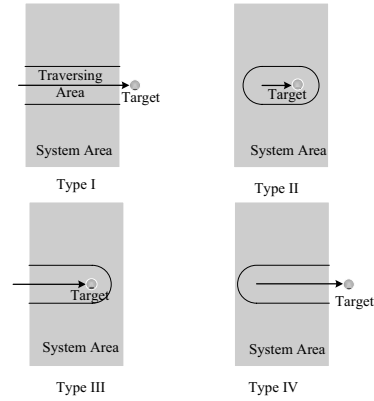 Traversing
Area
Target
System Area
Type I
Target
System Area
Type II
Target
System Area
Type III
Target
System Area
Type IV